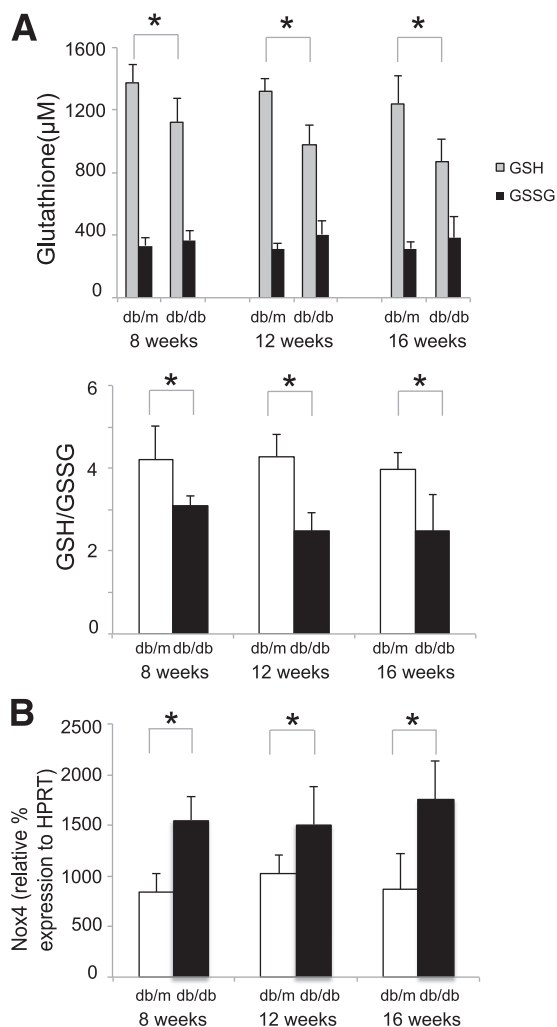 A
* * *
1600
1200
800
400
0
Glutathione(µM)
GSH
GSSG
db/m db/db db/m db/db db/m db/db
8 weeks 12 weeks 16 weeks
* * *
6
4
2
0
GSH/GSSG
db/m db/db db/m db/db db/m db/db
8 weeks 12 weeks 16 weeks
B
* * *
2500
2000
1500
1000
500
0
Nox4 (relative %
expression to HPRT)
db/m db/db db/m db/db db/m db/db
8 weeks 12 weeks 16 weeks